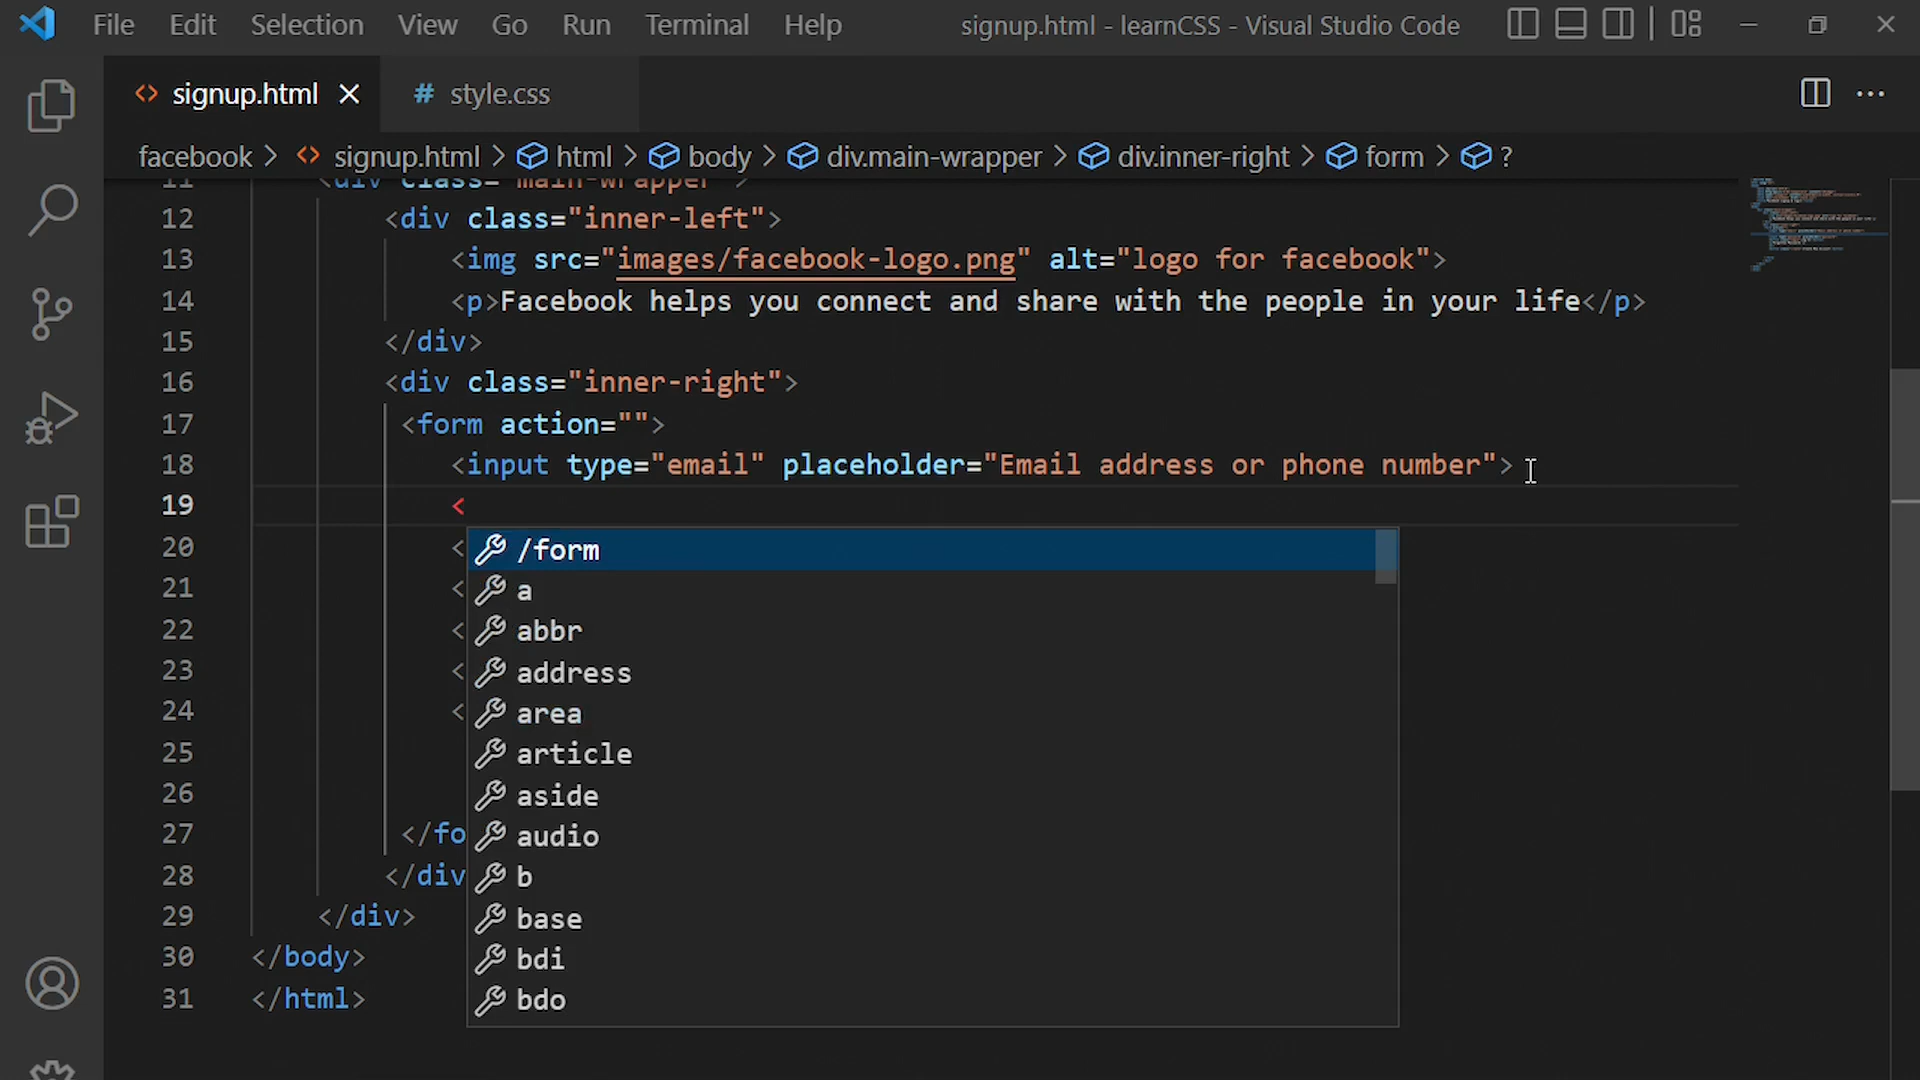 File Edit Selection View Go Run Terminal Help signup.html - learnCSS - Visual Studio Code
<> signup.html # style.css
facebook > <> signup.html > html > body > div.main-wrapper > div.inner-right > form > ?
11 <div class="main-wrapper">
12 <div class="inner-left">
13 <img src="images/facebook-logo.png" alt="logo for facebook">
14 <p>Facebook helps you connect and share with the people in your life</p>
15 </div>
16 <div class="inner-right">
17 <form action="">
18 <input type="email" placeholder="Email address or phone number">
19 <
/form
20 <
21 < a
22 < abbr
23 < address
24 < area
25 article
26 aside
27 </fo audio
28 </div b
29 </div> base
30 </body> bdi
31 </html> bdo